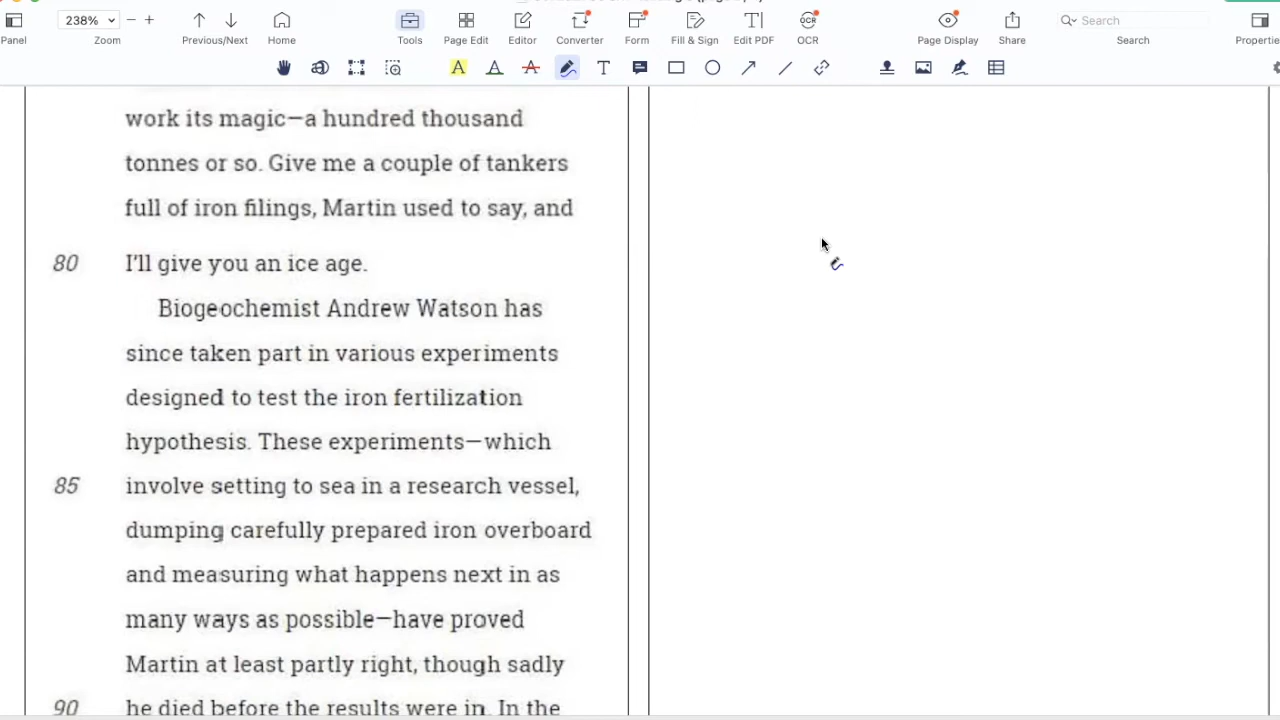 Panel
238%
Zoom
Previous/Next
Home
Tools
Page Edit
Editor
Converter
Form
Fill & Sign
Edit PDF
OCR
OCR
Page Display
Share
Search
Search
A A A T
work its magic—a hundred thousand
tonnes or so. Give me a couple of tankers
full of iron filings, Martin used to say, and
80 I'll give you an ice age.
Biogeochemist Andrew Watson has
since taken part in various experiments
designed to test the iron fertilization
hypothesis. These experiments—which
85 involve setting to sea in a research vessel,
dumping carefully prepared iron overboard
and measuring what happens next in as
many ways as possible—have proved
Martin at least partly right, though sadly
90 he died before the results were in. In the